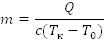 m = Q / c(Tк − T0)